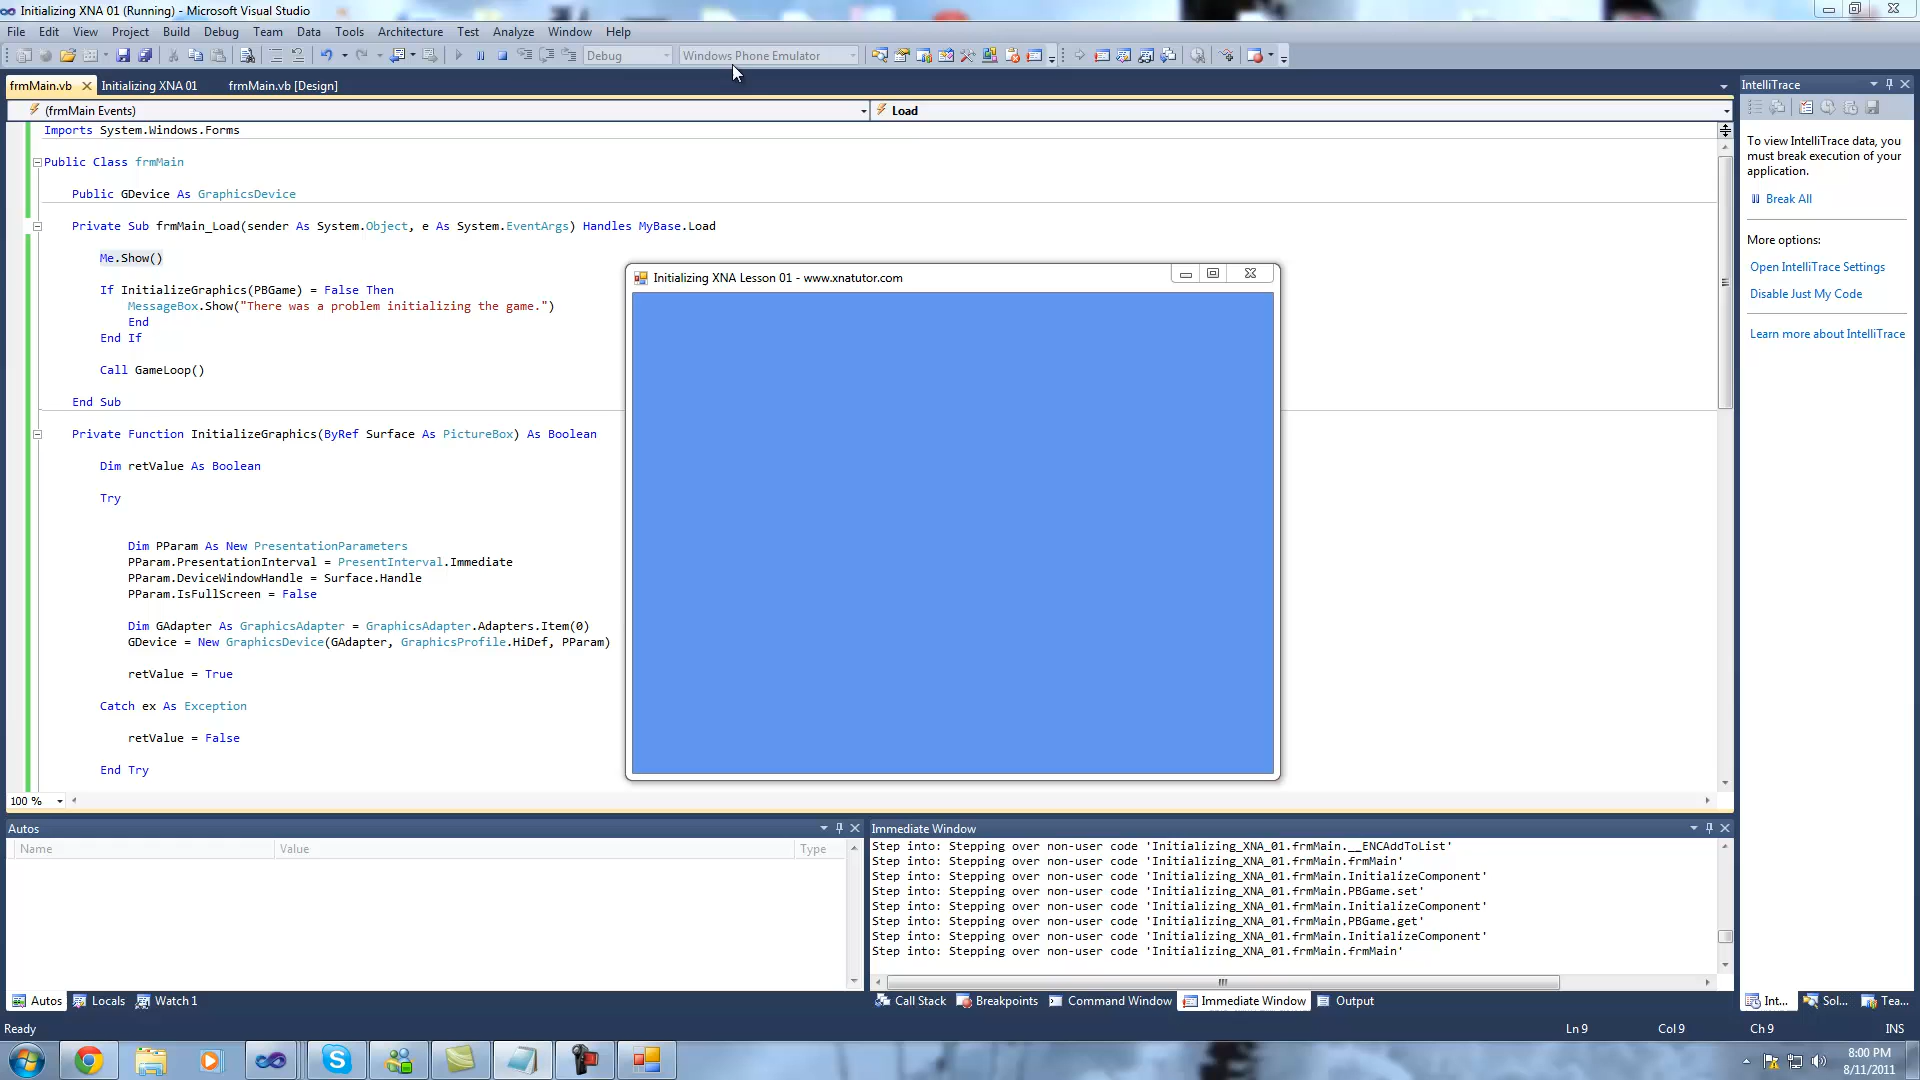 Initializing XNA 01 (Running) - Microsoft Visual Studio
File Edit View Project Build Debug Team Data Tools Architecture Test Analyze Window Help
Debug Windows Phone Emulator
frmMain.vb Initializing XNA 01 frmMain.vb [Design]
(frmMain Events) Load
Imports System.Windows.Forms
Public Class frmMain
Public GDevice As GraphicsDevice
Private Sub frmMain_Load(sender As System.Object, e As System.EventArgs) Handles MyBase.Load
Me.Show()
If InitializeGraphics(PBGame) = False Then
MessageBox.Show("There was a problem initializing the game.")
End
End If
Call GameLoop()
End Sub
Private Function InitializeGraphics(ByRef Surface As PictureBox) As Boolean
Dim retValue As Boolean
Try
Dim PParam As New PresentationParameters
PParam.PresentationInterval = PresentInterval.Immediate
PParam.DeviceWindowHandle = Surface.Handle
PParam.IsFullScreen = False
Dim GAdapter As GraphicsAdapter = GraphicsAdapter.Adapters.Item(0)
GDevice = New GraphicsDevice(GAdapter, GraphicsProfile.HiDef, PParam)
retValue = True
Catch ex As Exception
retValue = False
End Try
100 %
Initializing XNA Lesson 01 - www.xnatutor.com
IntelliTrace
To view IntelliTrace data, you
must break execution of your
application.
Break All
More options:
Open IntelliTrace Settings
Disable Just My Code
Learn more about IntelliTrace
Autos
Name Value Type
Immediate Window
Step into: Stepping over non-user code 'Initializing_XNA_01.frmMain.__ENCAddToList'
Step into: Stepping over non-user code 'Initializing_XNA_01.frmMain.frmMain'
Step into: Stepping over non-user code 'Initializing_XNA_01.frmMain.InitializeComponent'
Step into: Stepping over non-user code 'Initializing_XNA_01.frmMain.PBGame.set'
Step into: Stepping over non-user code 'Initializing_XNA_01.frmMain.InitializeComponent'
Step into: Stepping over non-user code 'Initializing_XNA_01.frmMain.PBGame.get'
Step into: Stepping over non-user code 'Initializing_XNA_01.frmMain.InitializeComponent'
Step into: Stepping over non-user code 'Initializing_XNA_01.frmMain.frmMain'
Autos Locals Watch 1
Call Stack Breakpoints Command Window Immediate Window Output
Int... Sol... Tea...
Ready Ln 9 Col 9 Ch 9 INS
8:00 PM
8/11/2011